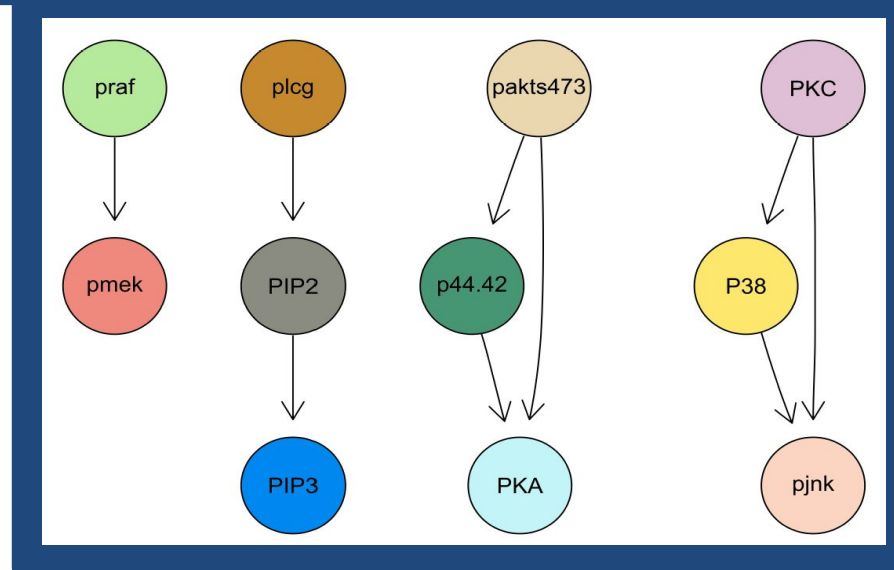 praf
plcg
pakts473
PKC
pmek
PIP2
p44.42
P38
PIP3
PKA
pjnk